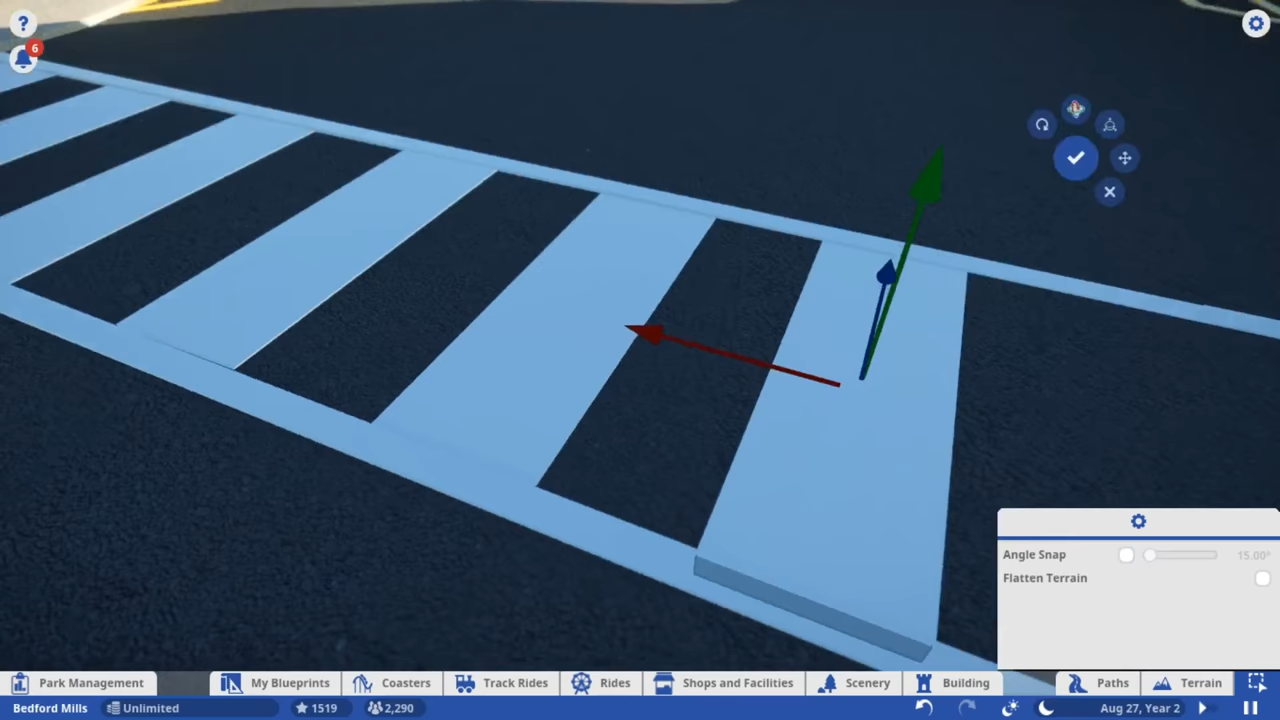 ?
6
Angle Snap 15.00°
Flatten Terrain
Park Management My Blueprints Coasters Track Rides Rides Shops and Facilities Scenery Building Paths Terrain
Bedford Mills Unlimited 1519 2,290 Aug 27, Year 2